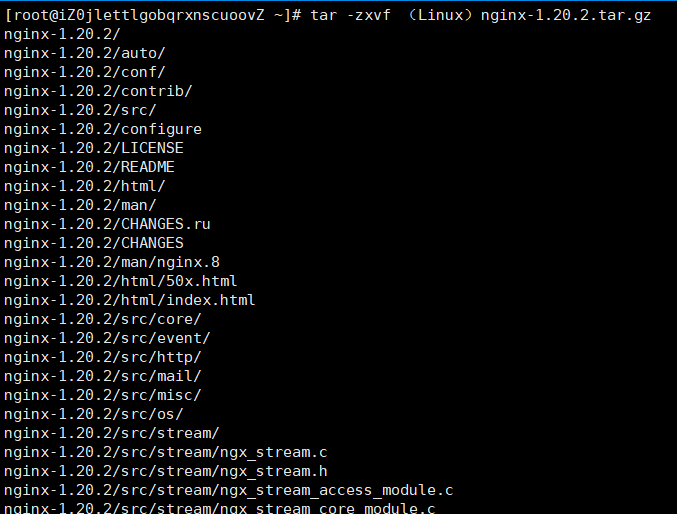 [root@iZ0jlettlgobqrxnscuoovZ ~]# tar -zxvf （Linux）nginx-1.20.2.tar.gz
nginx-1.20.2/
nginx-1.20.2/auto/
nginx-1.20.2/conf/
nginx-1.20.2/contrib/
nginx-1.20.2/src/
nginx-1.20.2/configure
nginx-1.20.2/LICENSE
nginx-1.20.2/README
nginx-1.20.2/html/
nginx-1.20.2/man/
nginx-1.20.2/CHANGES.ru
nginx-1.20.2/CHANGES
nginx-1.20.2/man/nginx.8
nginx-1.20.2/html/50x.html
nginx-1.20.2/html/index.html
nginx-1.20.2/src/core/
nginx-1.20.2/src/event/
nginx-1.20.2/src/http/
nginx-1.20.2/src/mail/
nginx-1.20.2/src/misc/
nginx-1.20.2/src/os/
nginx-1.20.2/src/stream/
nginx-1.20.2/src/stream/ngx_stream.c
nginx-1.20.2/src/stream/ngx_stream.h
nginx-1.20.2/src/stream/ngx_stream_access_module.c
nginx-1.20.2/src/stream/ngx_stream_core_module.c